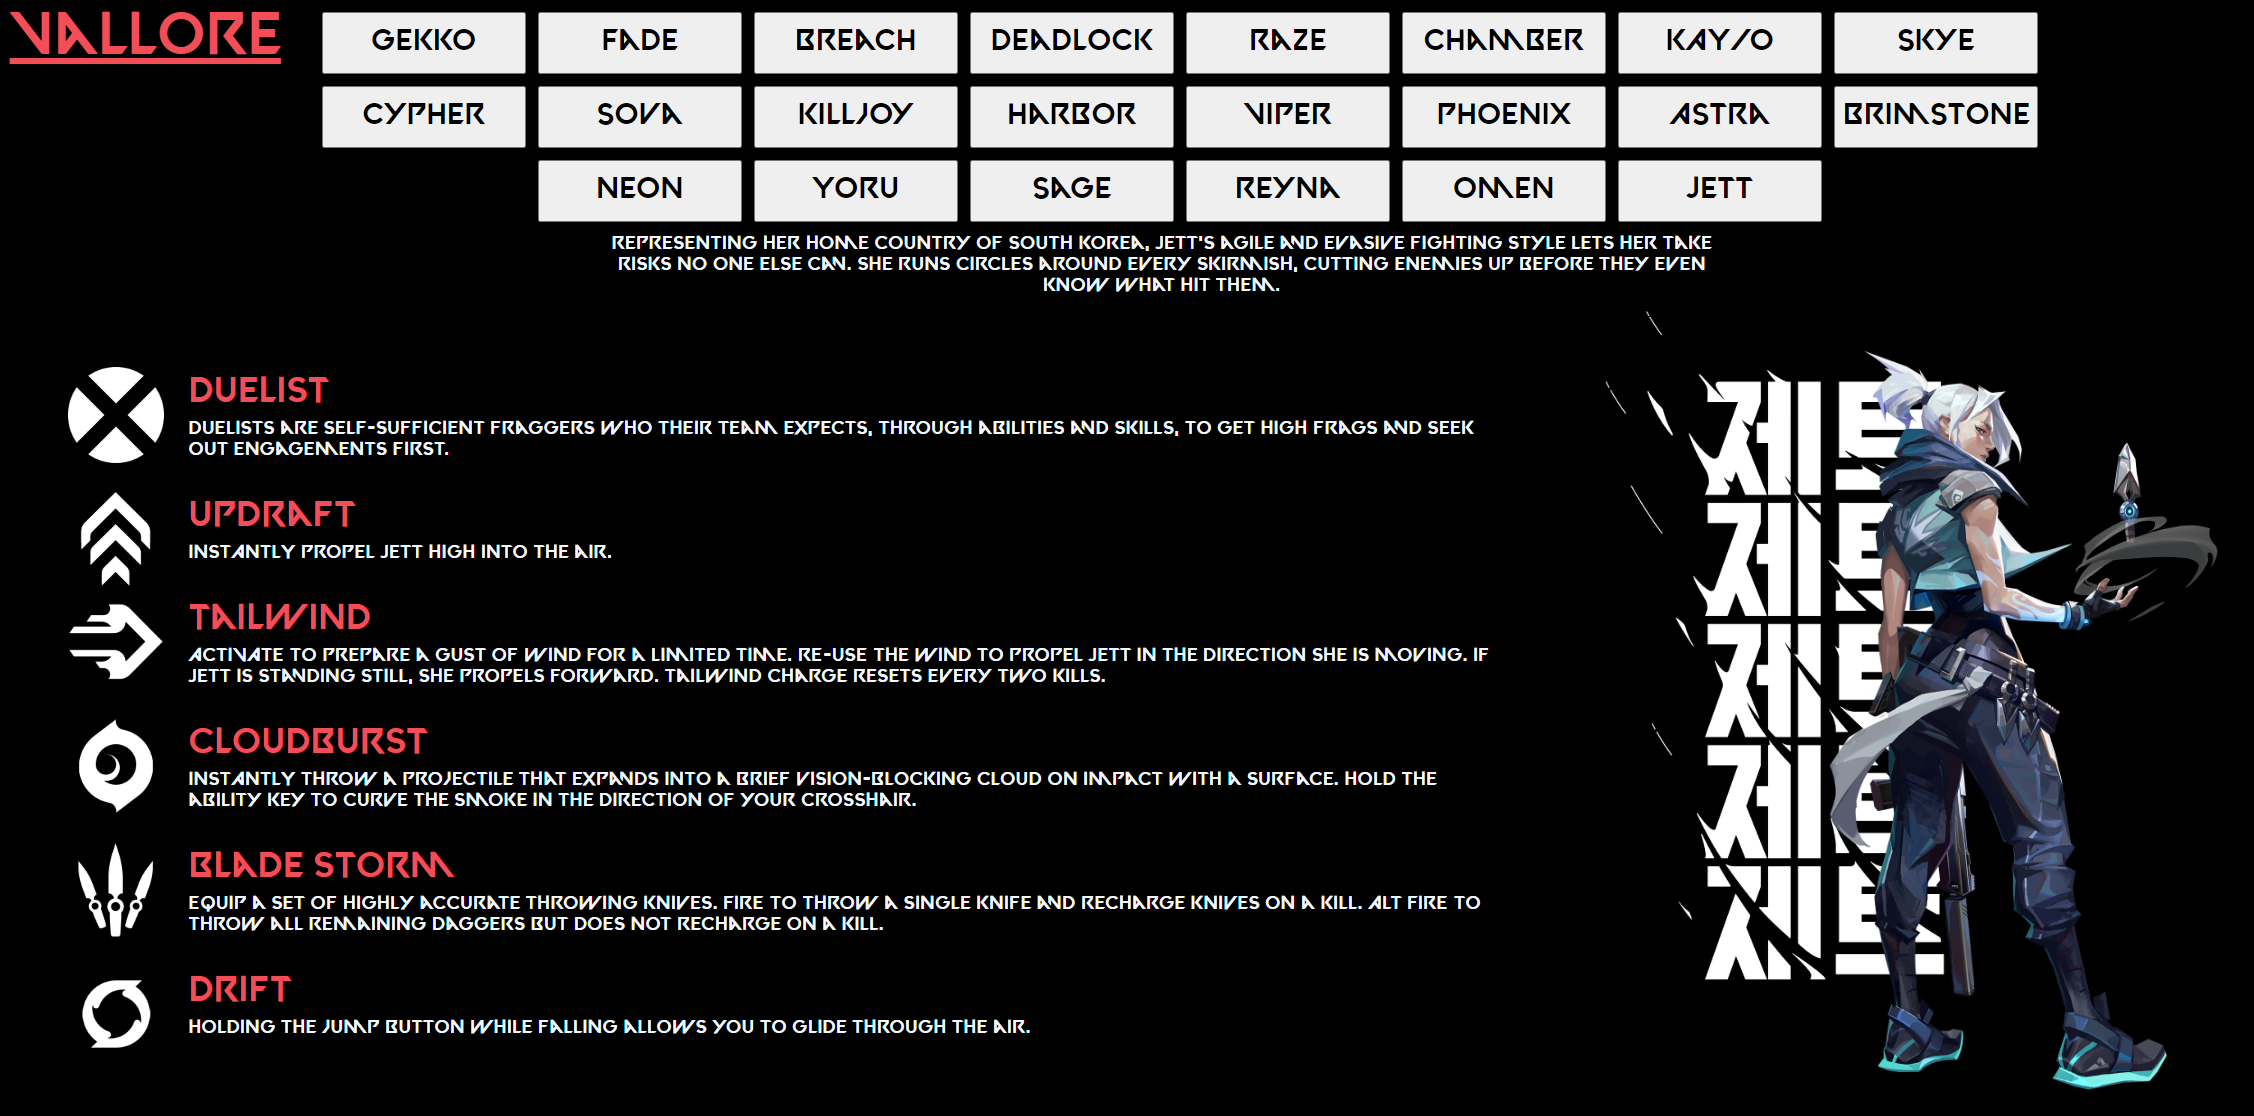 VALLORE
GEKKO
FADE
BREACH
DEADLOCK
RAZE
CHAMBER
KAY/O
SKYE
CYPHER
SOVA
KILLJOY
HARBOR
VIPER
PHOENIX
ASTRA
BRIMSTONE
NEON
YORU
SAGE
REYNA
OMEN
JETT
REPRESENTING HER HOME COUNTRY OF SOUTH KOREA, JETT'S AGILE AND EVASIVE FIGHTING STYLE LETS HER TAKE
RISKS NO ONE ELSE CAN. SHE RUNS CIRCLES AROUND EVERY SKIRMISH, CUTTING ENEMIES UP BEFORE THEY EVEN
KNOW WHAT HIT THEM.
DUELIST
DUELISTS ARE SELF-SUFFICIENT FRAGGERS WHO THEIR TEAM EXPECTS, THROUGH ABILITIES AND SKILLS, TO GET HIGH FRAGS AND SEEK
OUT ENGAGEMENTS FIRST.
UPDRAFT
INSTANTLY PROPEL JETT HIGH INTO THE AIR.
TAILWIND
ACTIVATE TO PREPARE A GUST OF WIND FOR A LIMITED TIME. RE-USE THE WIND TO PROPEL JETT IN THE DIRECTION SHE IS MOVING. IF
JETT IS STANDING STILL, SHE PROPELS FORWARD. TAILWIND CHARGE RESETS EVERY TWO KILLS.
CLOUDBURST
INSTANTLY THROW A PROJECTILE THAT EXPANDS INTO A BRIEF VISION-BLOCKING CLOUD ON IMPACT WITH A SURFACE. HOLD THE
ABILITY KEY TO CURVE THE SMOKE IN THE DIRECTION OF YOUR CROSSHAIR.
BLADE STORM
EQUIP A SET OF HIGHLY ACCURATE THROWING KNIVES. FIRE TO THROW A SINGLE KNIFE AND RECHARGE KNIVES ON A KILL. ALT FIRE TO
THROW ALL REMAINING DAGGERS BUT DOES NOT RECHARGE ON A KILL.
DRIFT
HOLDING THE JUMP BUTTON WHILE FALLING ALLOWS YOU TO GLIDE THROUGH THE AIR.
제트
제트
제트
제트
제트